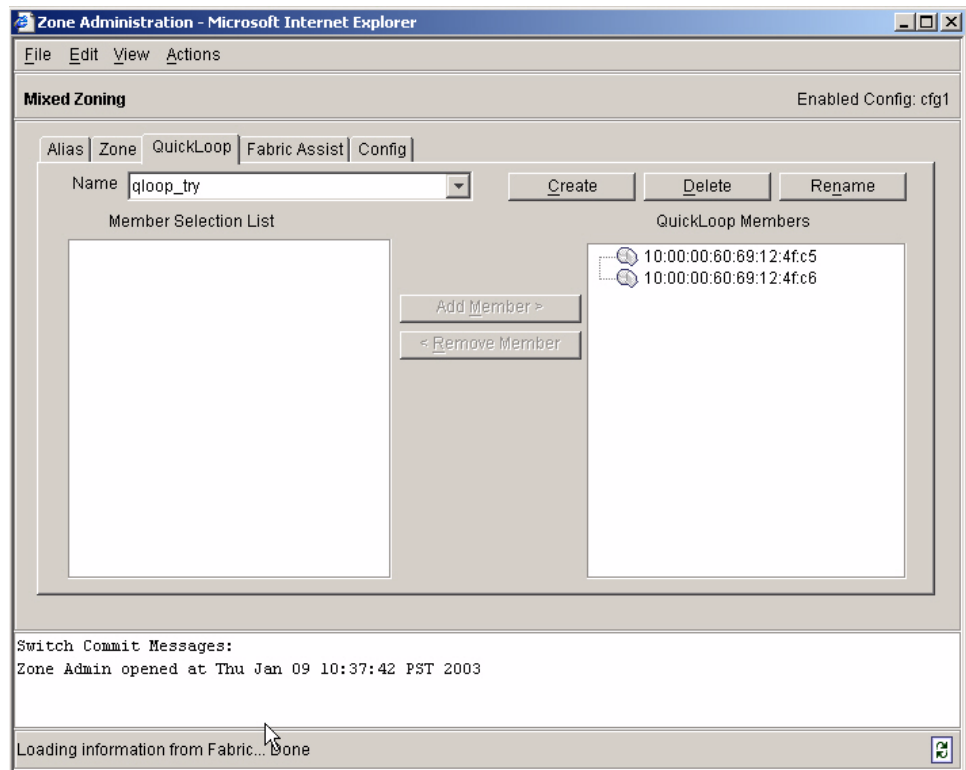 Zone Administration - Microsoft Internet Explorer
File Edit View Actions
Mixed Zoning Enabled Config: cfg1
Alias Zone QuickLoop Fabric Assist Config
Name qloop_try Create Delete Rename
Member Selection List QuickLoop Members
10:00:00:60:69:12:4f:c5
10:00:00:60:69:12:4f:c6
Add Member >
< Remove Member
Switch Commit Messages:
Zone Admin opened at Thu Jan 09 10:37:42 PST 2003
Loading information from Fabric... Done